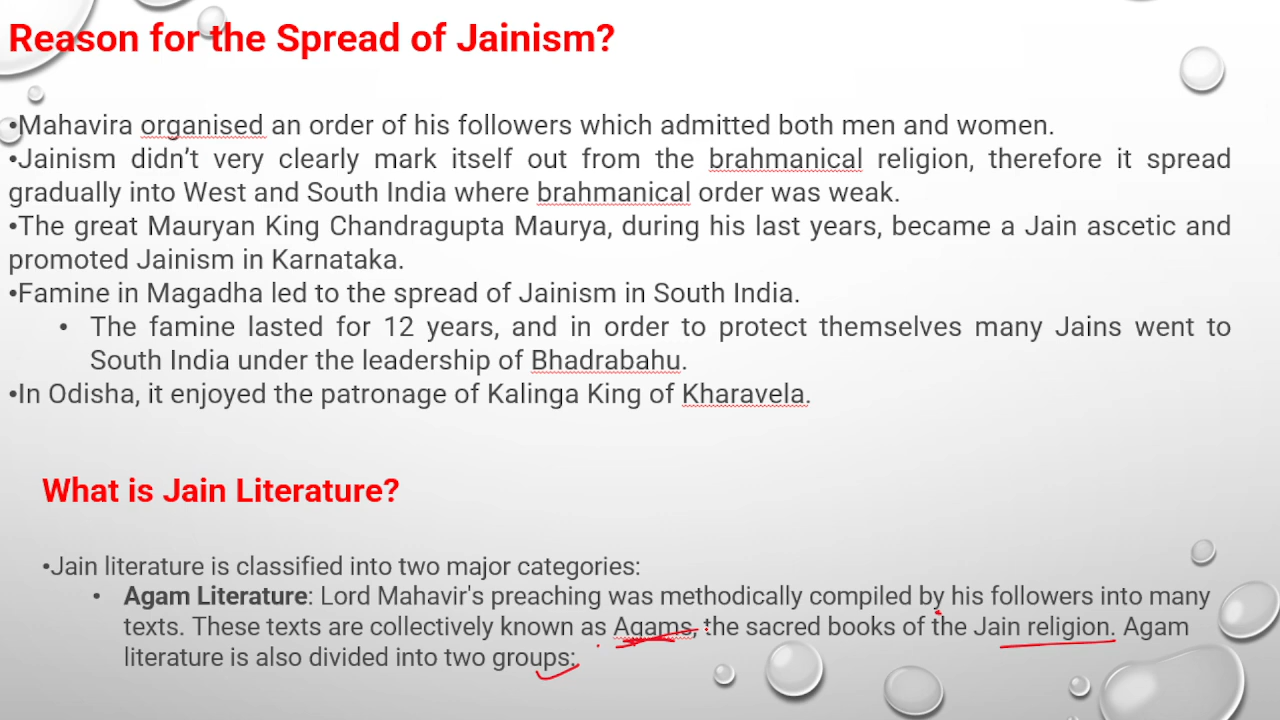 Reason for the Spread of Jainism?
•Mahavira organised an order of his followers which admitted both men and women.
•Jainism didn’t very clearly mark itself out from the brahmanical religion, therefore it spread
gradually into West and South India where brahmanical order was weak.
•The great Mauryan King Chandragupta Maurya, during his last years, became a Jain ascetic and
promoted Jainism in Karnataka.
•Famine in Magadha led to the spread of Jainism in South India.
• The famine lasted for 12 years, and in order to protect themselves many Jains went to
South India under the leadership of Bhadrabahu.
•In Odisha, it enjoyed the patronage of Kalinga King of Kharavela.
What is Jain Literature?
•Jain literature is classified into two major categories:
• Agam Literature: Lord Mahavir's preaching was methodically compiled by his followers into many
texts. These texts are collectively known as Agams, the sacred books of the Jain religion. Agam
literature is also divided into two groups: